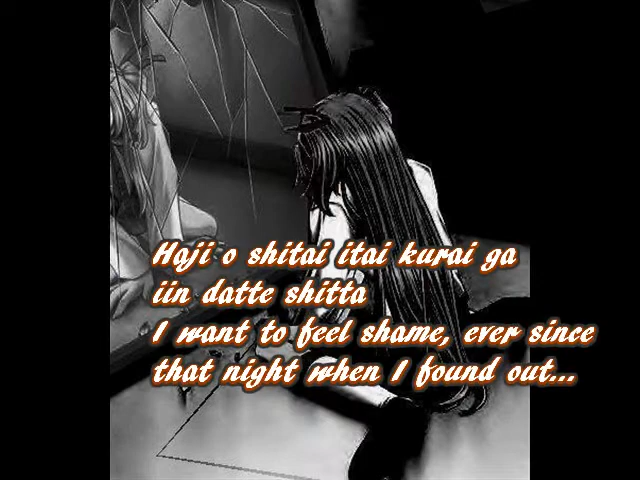 Haji o shitai itai kurai ga
iin datte shitta
I want to feel shame, ever since
that night when I found out...